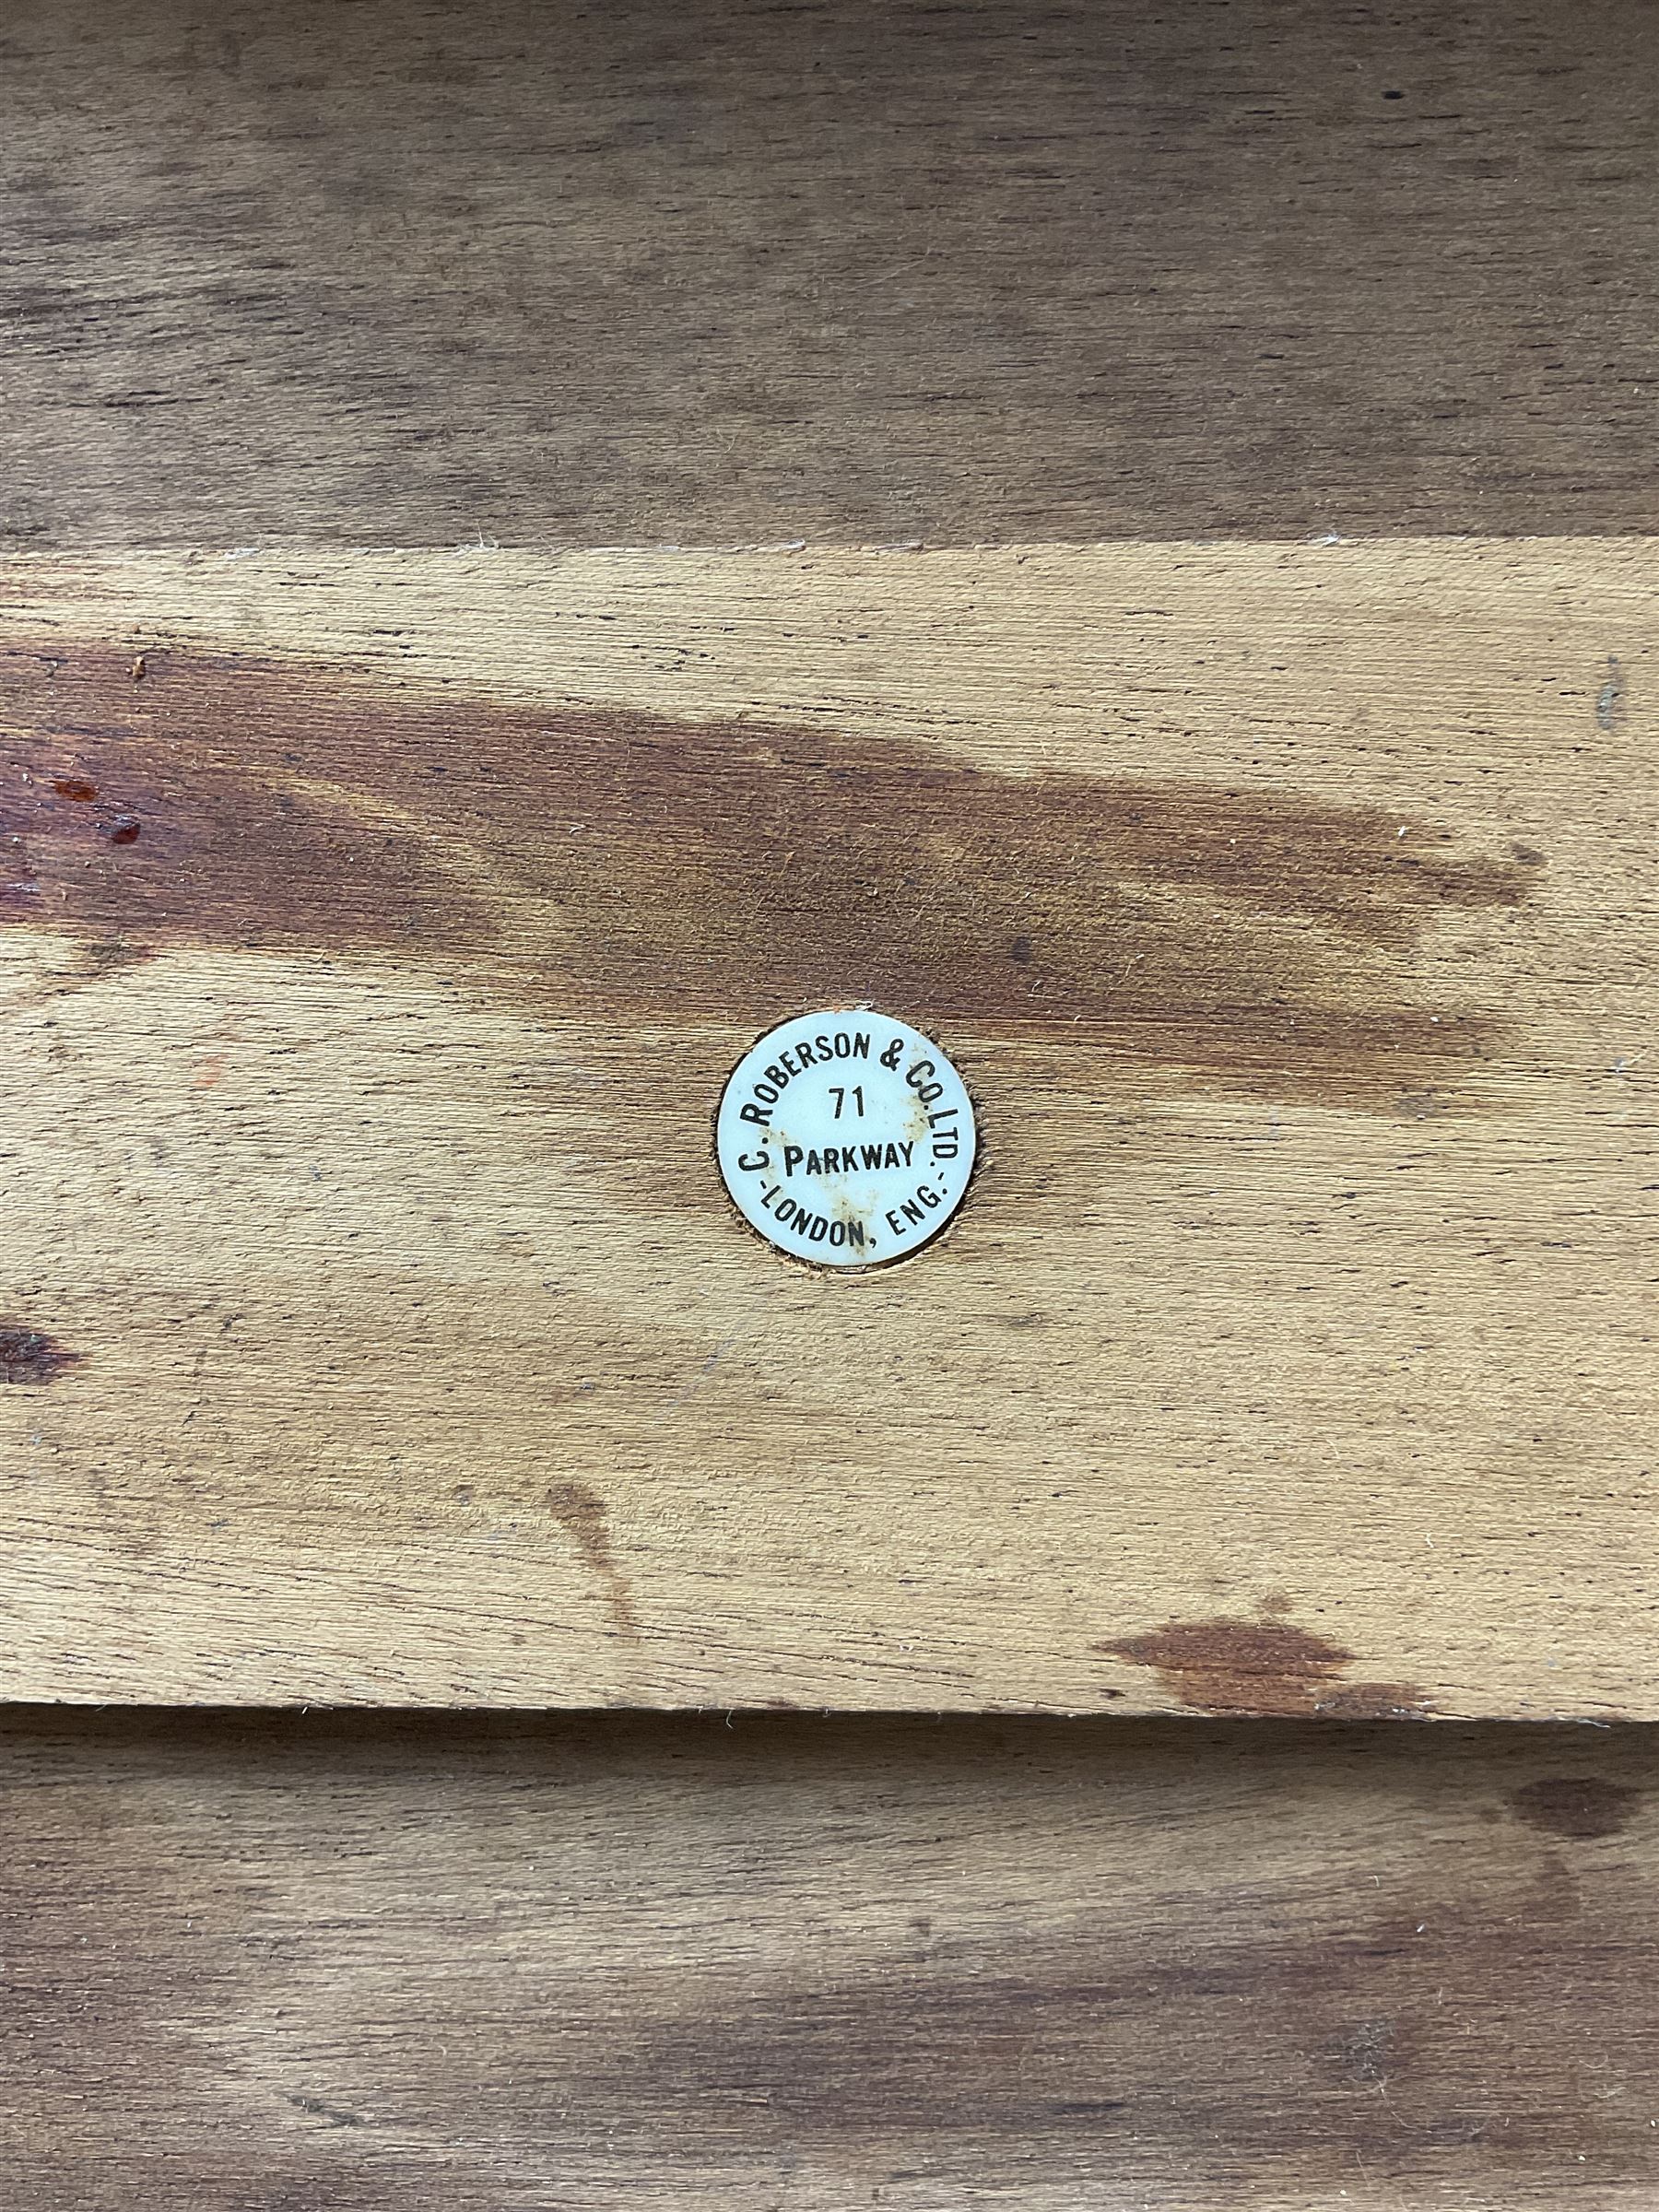 C. ROBERSON & CO. LTD.
71
PARKWAY
-LONDON, ENG.-